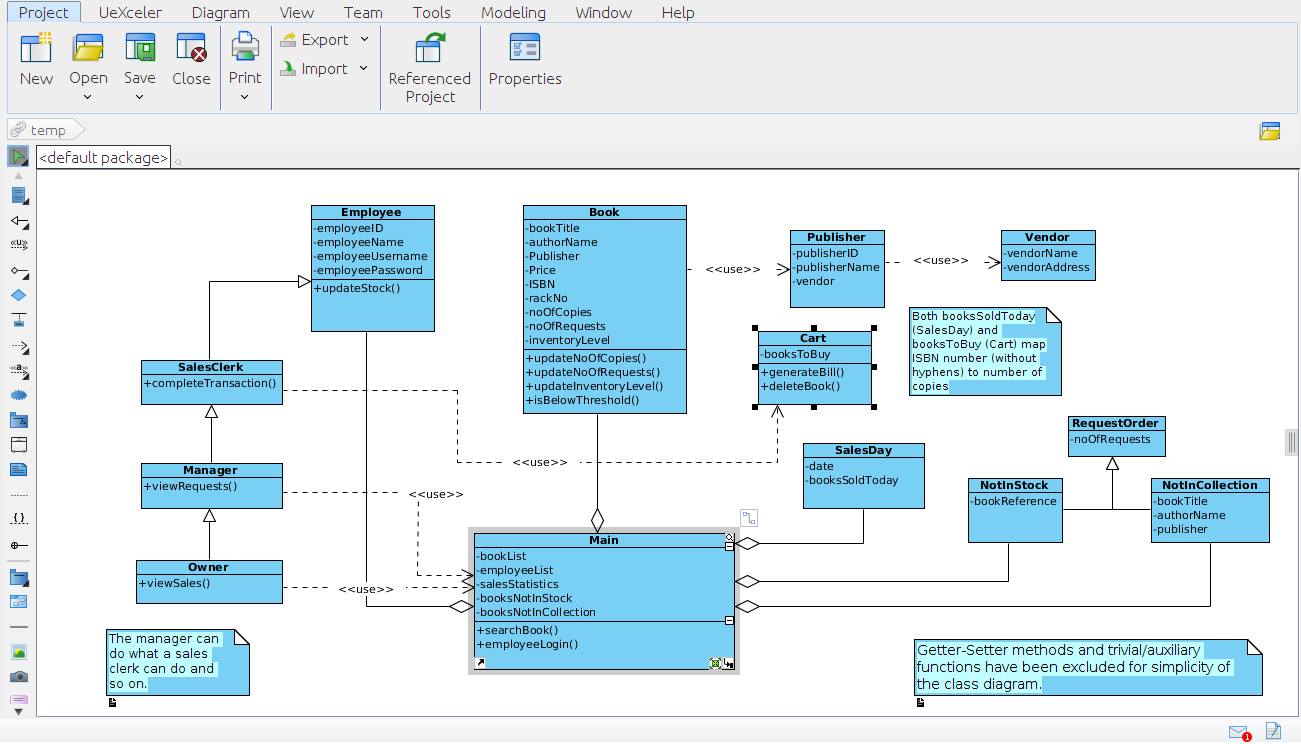 Project UeXceler Diagram View Team Tools Modeling Window Help
New
Open
Save
Close
Print
Export
Import
Referenced
Project
Properties
temp
<default package>
Employee
-employeeID
-employeeName
-employeeUsername
-employeePassword
+updateStock()
Book
-bookTitle
-authorName
-Publisher
-Price
-ISBN
-rackNo
-noOfCopies
-noOfRequests
-inventoryLevel
+updateNoOfCopies()
+updateNoOfRequests()
+updateInventoryLevel()
+isBelowThreshold()
<<use>>
Publisher
-publisherID
-publisherName
-vendor
<<use>>
Vendor
-vendorName
-vendorAddress
Both booksSoldToday
(SalesDay) and
booksToBuy (Cart) map
ISBN number (without
hyphens) to number of
copies
Cart
-booksToBuy
+generateBill()
+deleteBook()
SalesClerk
+completeTransaction()
<<use>>
Manager
+viewRequests()
<<use>>
Owner
+viewSales()
<<use>>
SalesDay
-date
-booksSoldToday
RequestOrder
-noOfRequests
NotInStock
-bookReference
NotInCollection
-bookTitle
-authorName
-publisher
Main
-bookList
-employeeList
-salesStatistics
-booksNotInStock
-booksNotInCollection
+searchBook()
+employeeLogin()
The manager can
do what a sales
clerk can do and
so on.
Getter-Setter methods and trivial/auxiliary
functions have been excluded for simplicity of
the class diagram.
1